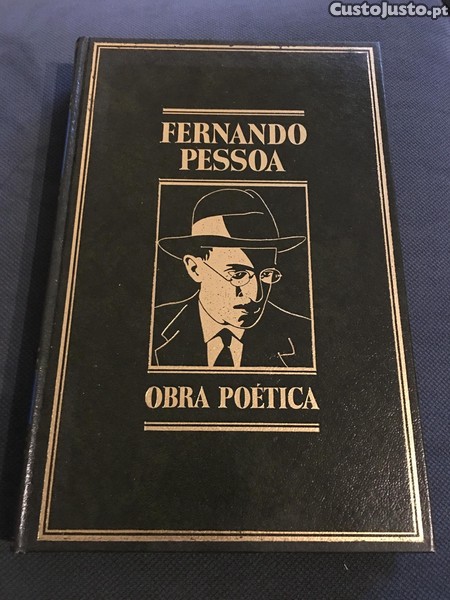 CustoJusto.pt
FERNANDO
PESSOA
OBRA POÉTICA